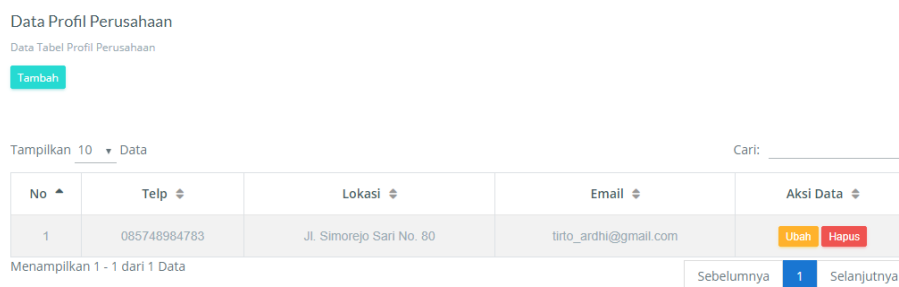 Data Profil Perusahaan
Data Tabel Profil Perusahaan
Tambah
Tampilkan 10 Data Cari:
No Telp Lokasi Email Aksi Data
1 085748984783 Jl. Simorejo Sari No. 80 tirto_ardhi@gmail.com Ubah Hapus
Menampilkan 1 - 1 dari 1 Data
Sebelumnya 1 Selanjutnya